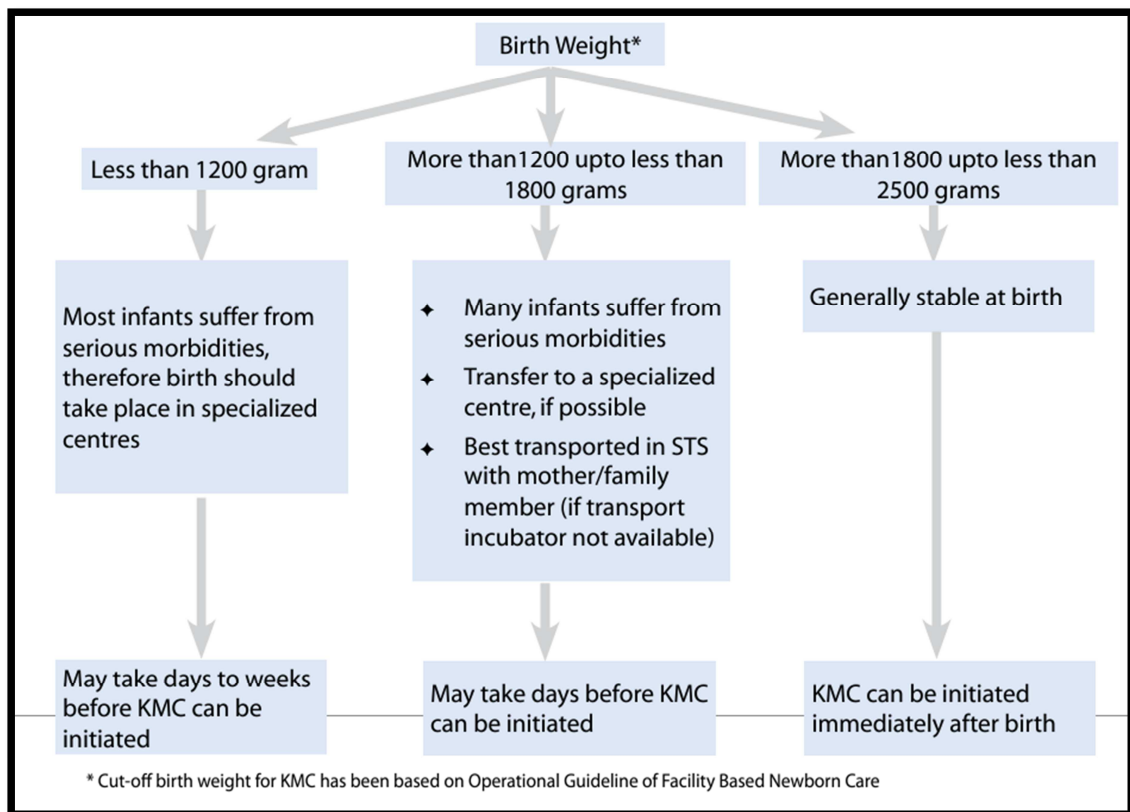 Birth Weight*
Less than 1200 gram
More than1200 upto less than
1800 grams
More than1800 upto less than
2500 grams
Most infants suffer from
serious morbidities,
therefore birth should
take place in specialized
centres
✦ Many infants suffer from
serious morbidities
✦ Transfer to a specialized
centre, if possible
✦ Best transported in STS
with mother/family
member (if transport
incubator not available)
Generally stable at birth
May take days to weeks
before KMC can be
initiated
May take days before KMC
can be initiated
KMC can be initiated
immediately after birth
* Cut-off birth weight for KMC has been based on Operational Guideline of Facility Based Newborn Care